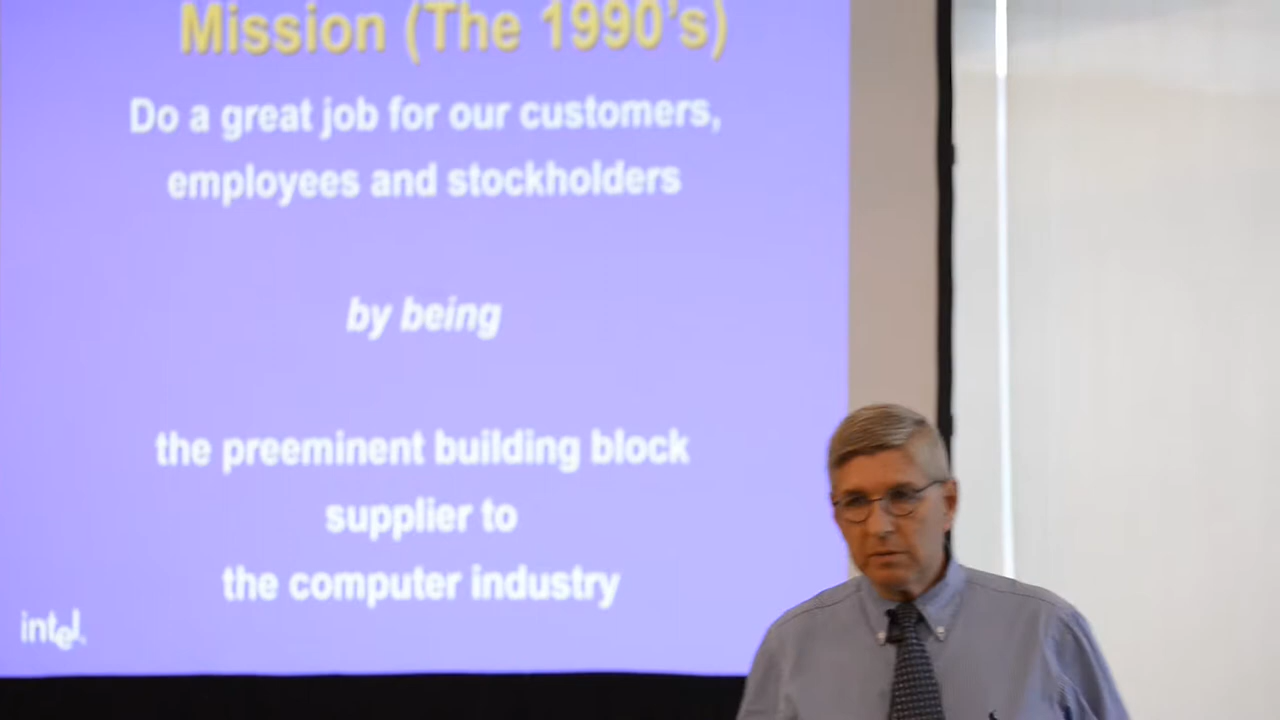 Mission (The 1990's)
Do a great job for our customers,
employees and stockholders
by being
the preeminent building block
supplier to
the computer industry
intel